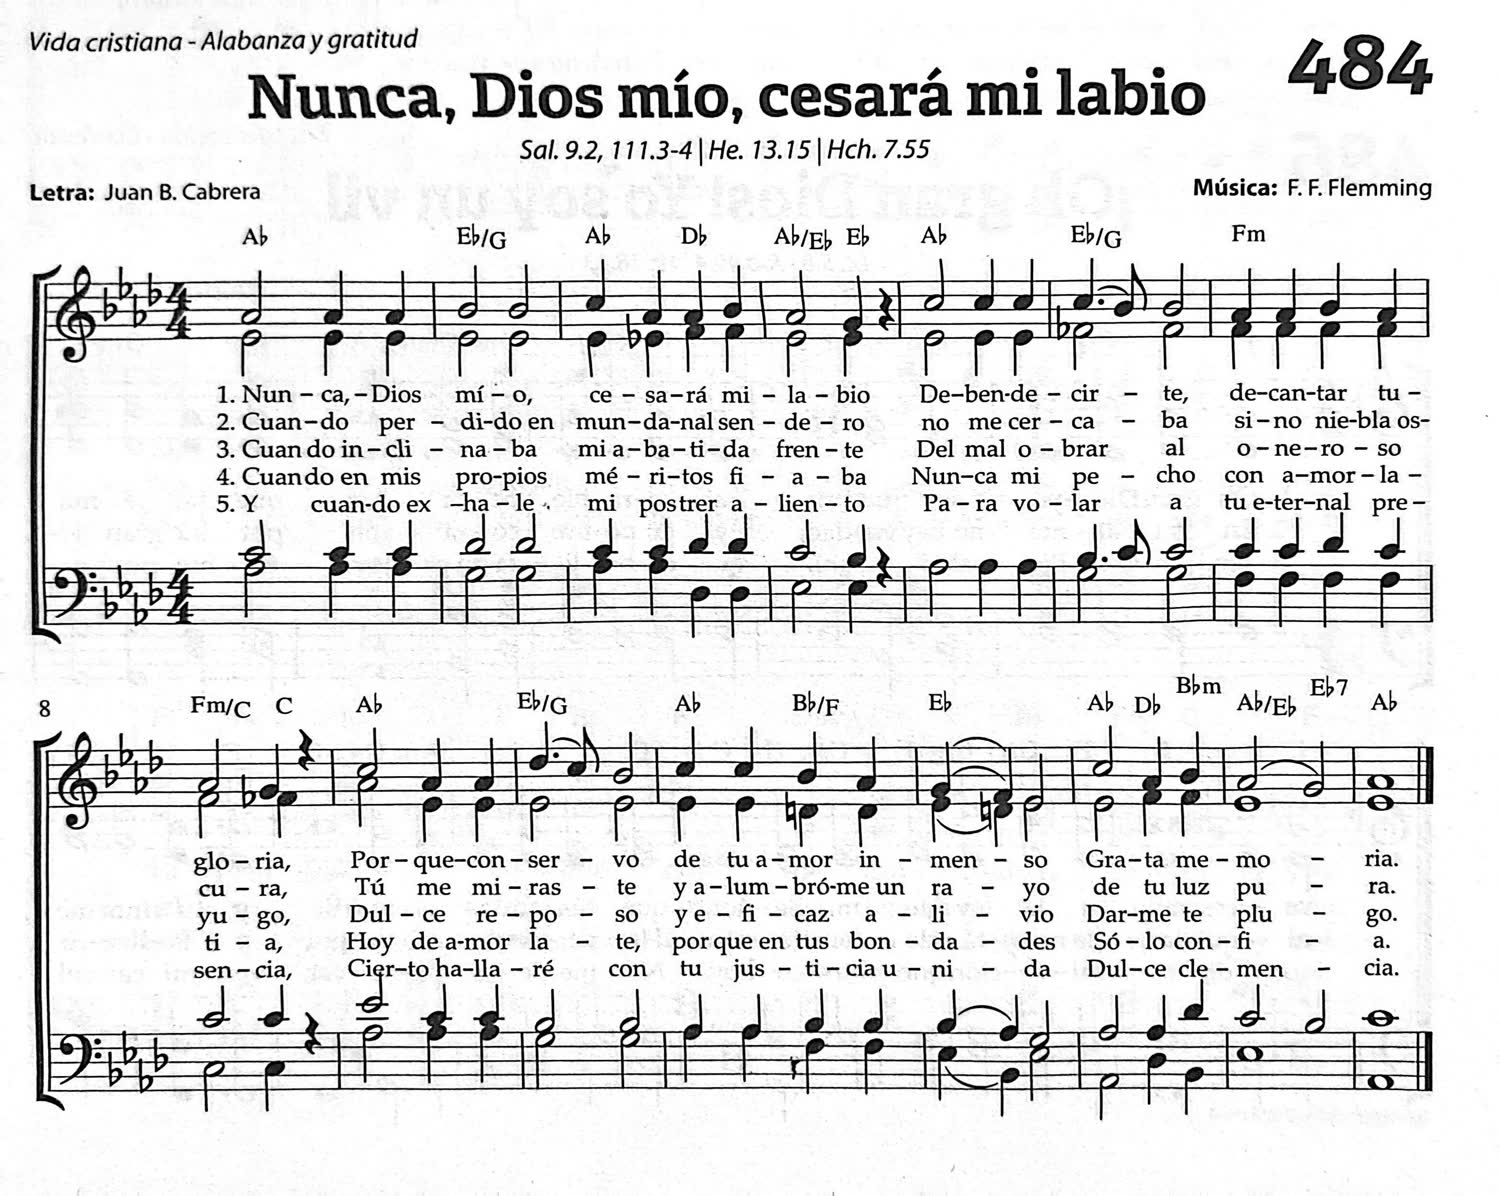 Vida cristiana - Alabanza y gratitud
484
Nunca, Dios mío, cesará mi labio
Sal. 9.2, 111.3-4 | He. 13.15 | Hch. 7.55
Letra: Juan B. Cabrera
Música: F. F. Flemming
A♭ E♭/G A♭ D♭ A♭/E♭ E♭ A♭ E♭/G Fm
4 4
1. Nun – ca, – Dios mí – o, ce – sa – rá mi – la – bio De – ben – de – cir – te, de – can – tar tu –
2. Cuan – do per – di – do en mun – da – nal sen – de – ro no me cer – ca – ba si – no nie – bla os-
3. Cuan do in – cli – na – ba mi a – ba – ti – da fren – te Del mal o – brar al o – ne – ro – so
4. Cuan do en mis pro – pios mé – ri – tos fi – a – ba Nun – ca mi pe – cho con a – mor – la –
5. Y cuan – do ex – ha – le mi pos trer a – lien – to Pa – ra vo – lar a tu e – ter – nal pre –
4 4
8
Fm/C C A♭ E♭/G A♭ B♭/F E♭ A♭ D♭ B♭m A♭/E♭ E♭7 A♭
glo – ria, Por – que – con – ser – vo de tu a – mor in – men – so Gra – ta me – mo – ria.
cu – ra, Tú me mi – ras – te y a – lum – bró – me un ra – yo de tu luz pu – ra.
yu – go, Dul – ce re – po – so y e – fi – caz a – li – vio Dar – me te plu – go.
ti a, Hoy de a – mor la – te, por que en tus bon – da – des Só – lo con – fi – a.
sen – cia, Cier – to ha – lla – ré con tu jus – ti – cia u ni – da Dul – ce cle – men – cia.